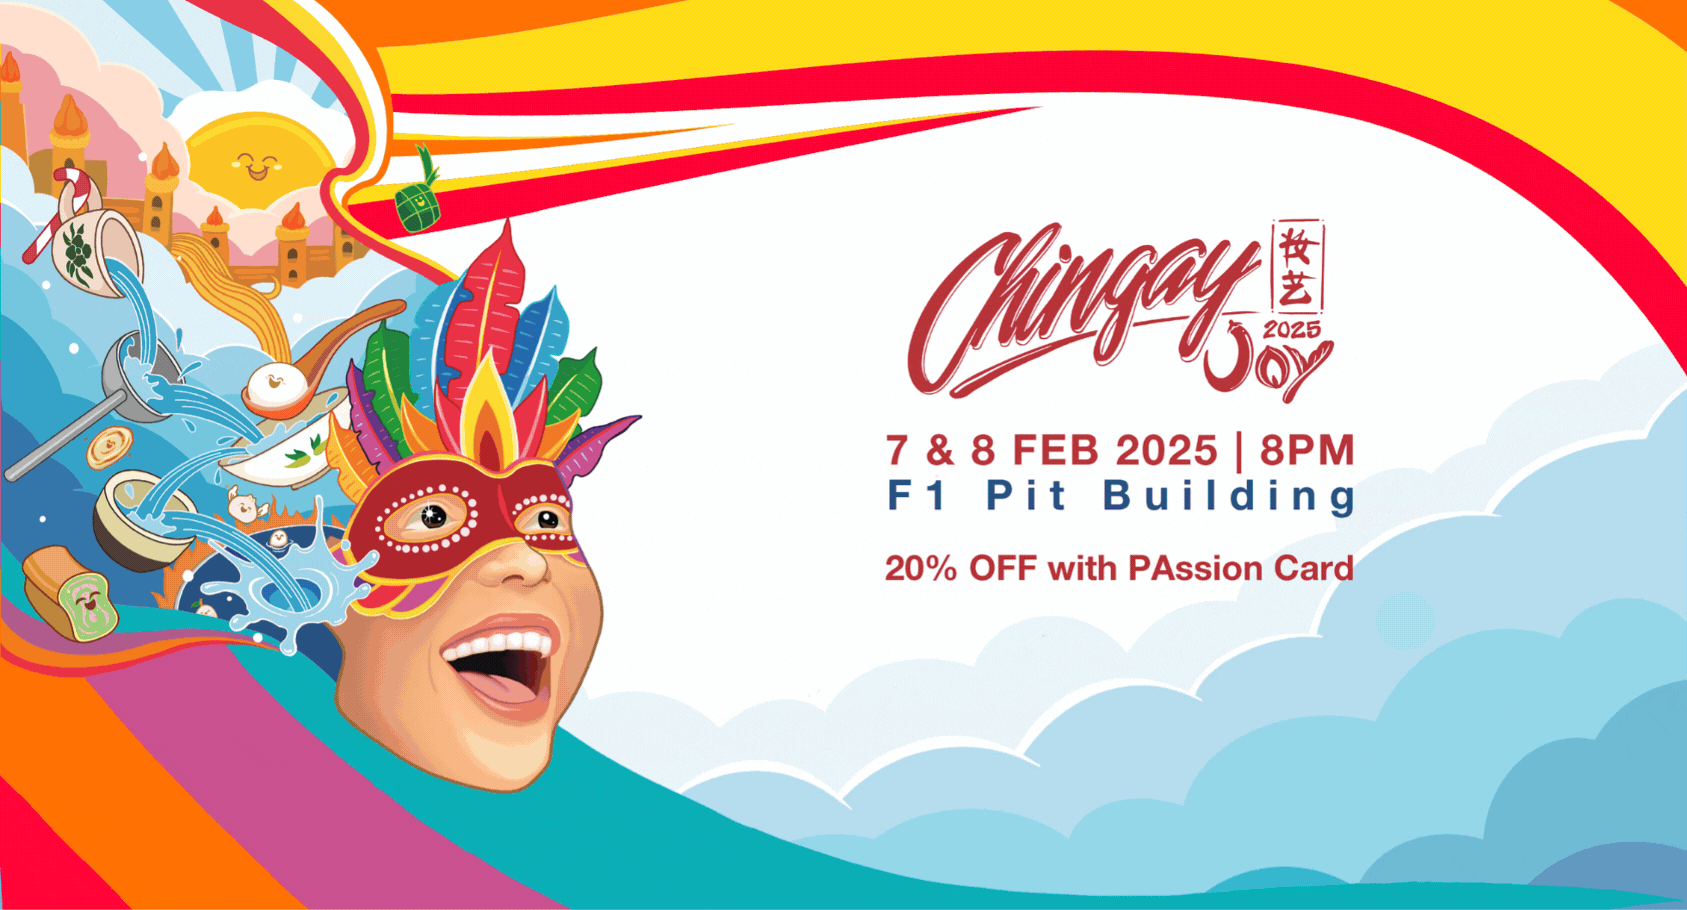 Chingay
妆艺
2025
JOY
7 & 8 FEB 2025 | 8PM
F1 Pit Building
20% OFF with PAssion Card